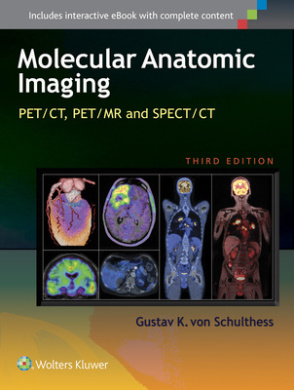 Includes interactive eBook with complete content
Molecular Anatomic
Imaging
PET/CT, PET/MR and SPECT/CT
THIRD EDITION
Gustav K. von Schulthess
Wolters Kluwer